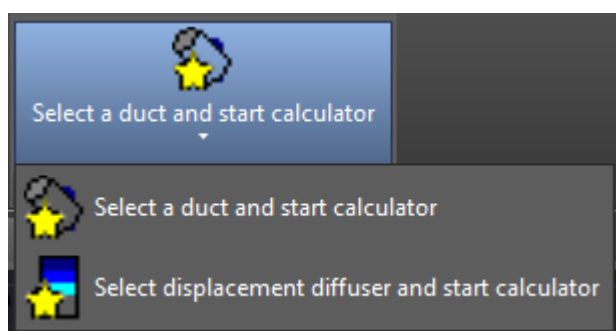 Select a duct and start calculator
Select a duct and start calculator
Select displacement diffuser and start calculator